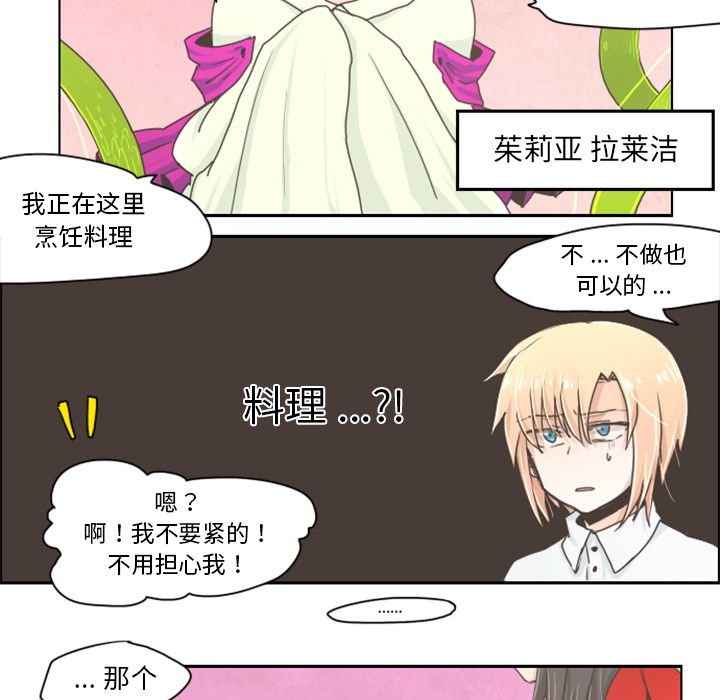 茱莉亚 拉莱洁
我正在这里
烹饪料理
不 ... 不做也
可以的 ...
料理 ...?!
嗯？
啊！我不要紧的！
不用担心我！
......
... 那个